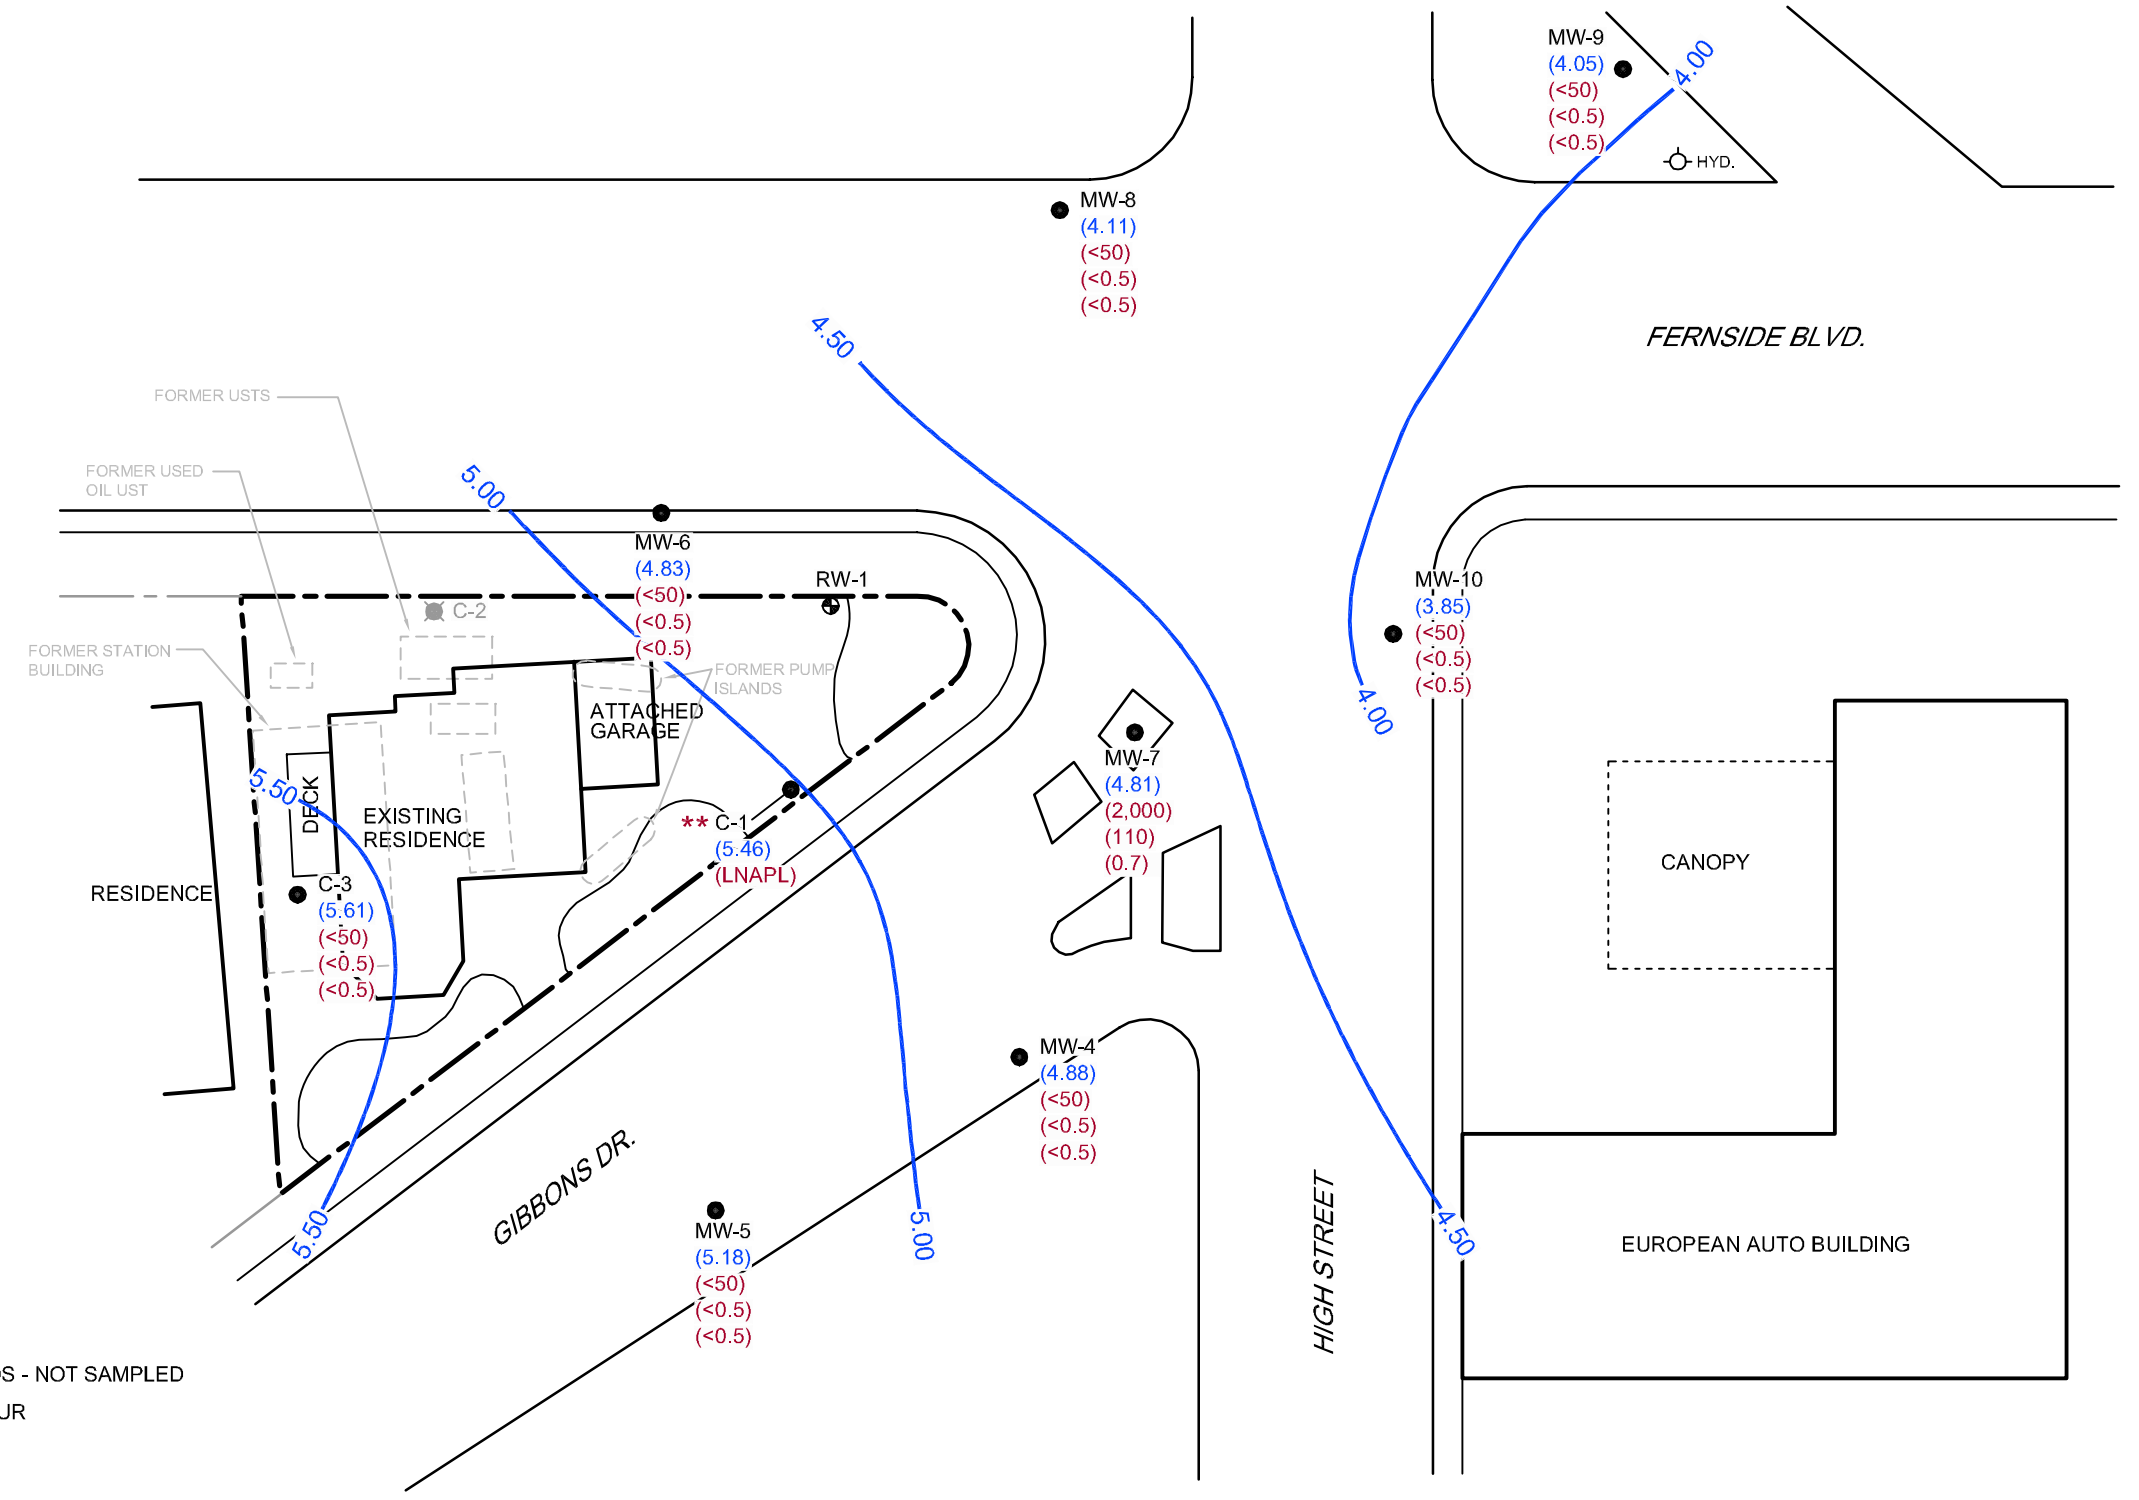 MW-9
(4.05)
(<50)
(<0.5)
(<0.5)
4.00
HYD.
MW-8
(4.11)
(<50)
(<0.5)
(<0.5)
4.50
FERNSIDE BLVD.
FORMER USTS
FORMER USED
OIL UST
5.00
MW-6
(4.83)
(<50)
(<0.5)
(<0.5)
RW-1
C-2
MW-10
(3.85)
(<50)
(<0.5)
(<0.5)
4.00
FORMER STATION
BUILDING
FORMER PUMP
ISLANDS
ATTACHED
GARAGE
MW-7
(4.81)
(2,000)
(110)
(0.7)
5.50
DECK
EXISTING
RESIDENCE
** C-1
(5.46)
(LNAPL)
CANOPY
RESIDENCE
C-3
(5.61)
(<50)
(<0.5)
(<0.5)
MW-4
(4.88)
(<50)
(<0.5)
(<0.5)
GIBBONS DR.
5.50
MW-5
(5.18)
(<50)
(<0.5)
(<0.5)
5.00
HIGH STREET
4.50
EUROPEAN AUTO BUILDING
S - NOT SAMPLED
UR